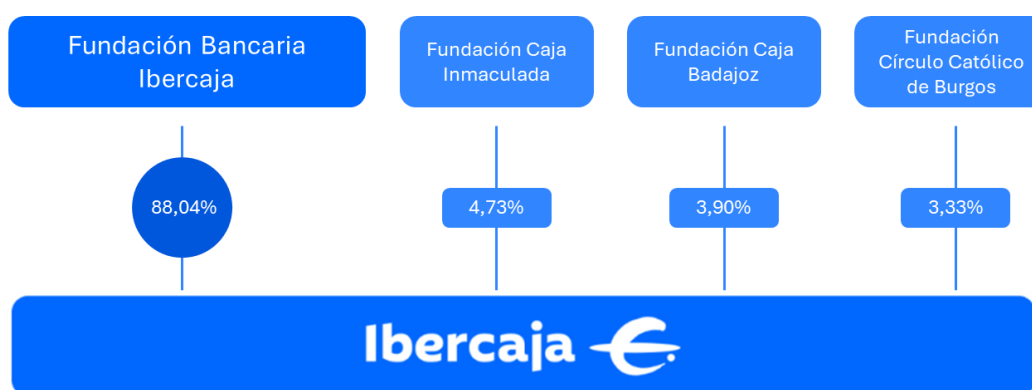 Fundación Bancaria
Ibercaja
Fundación Caja
Inmaculada
Fundación Caja
Badajoz
Fundación
Círculo Católico
de Burgos
88,04%
4,73%
3,90%
3,33%
Ibercaja